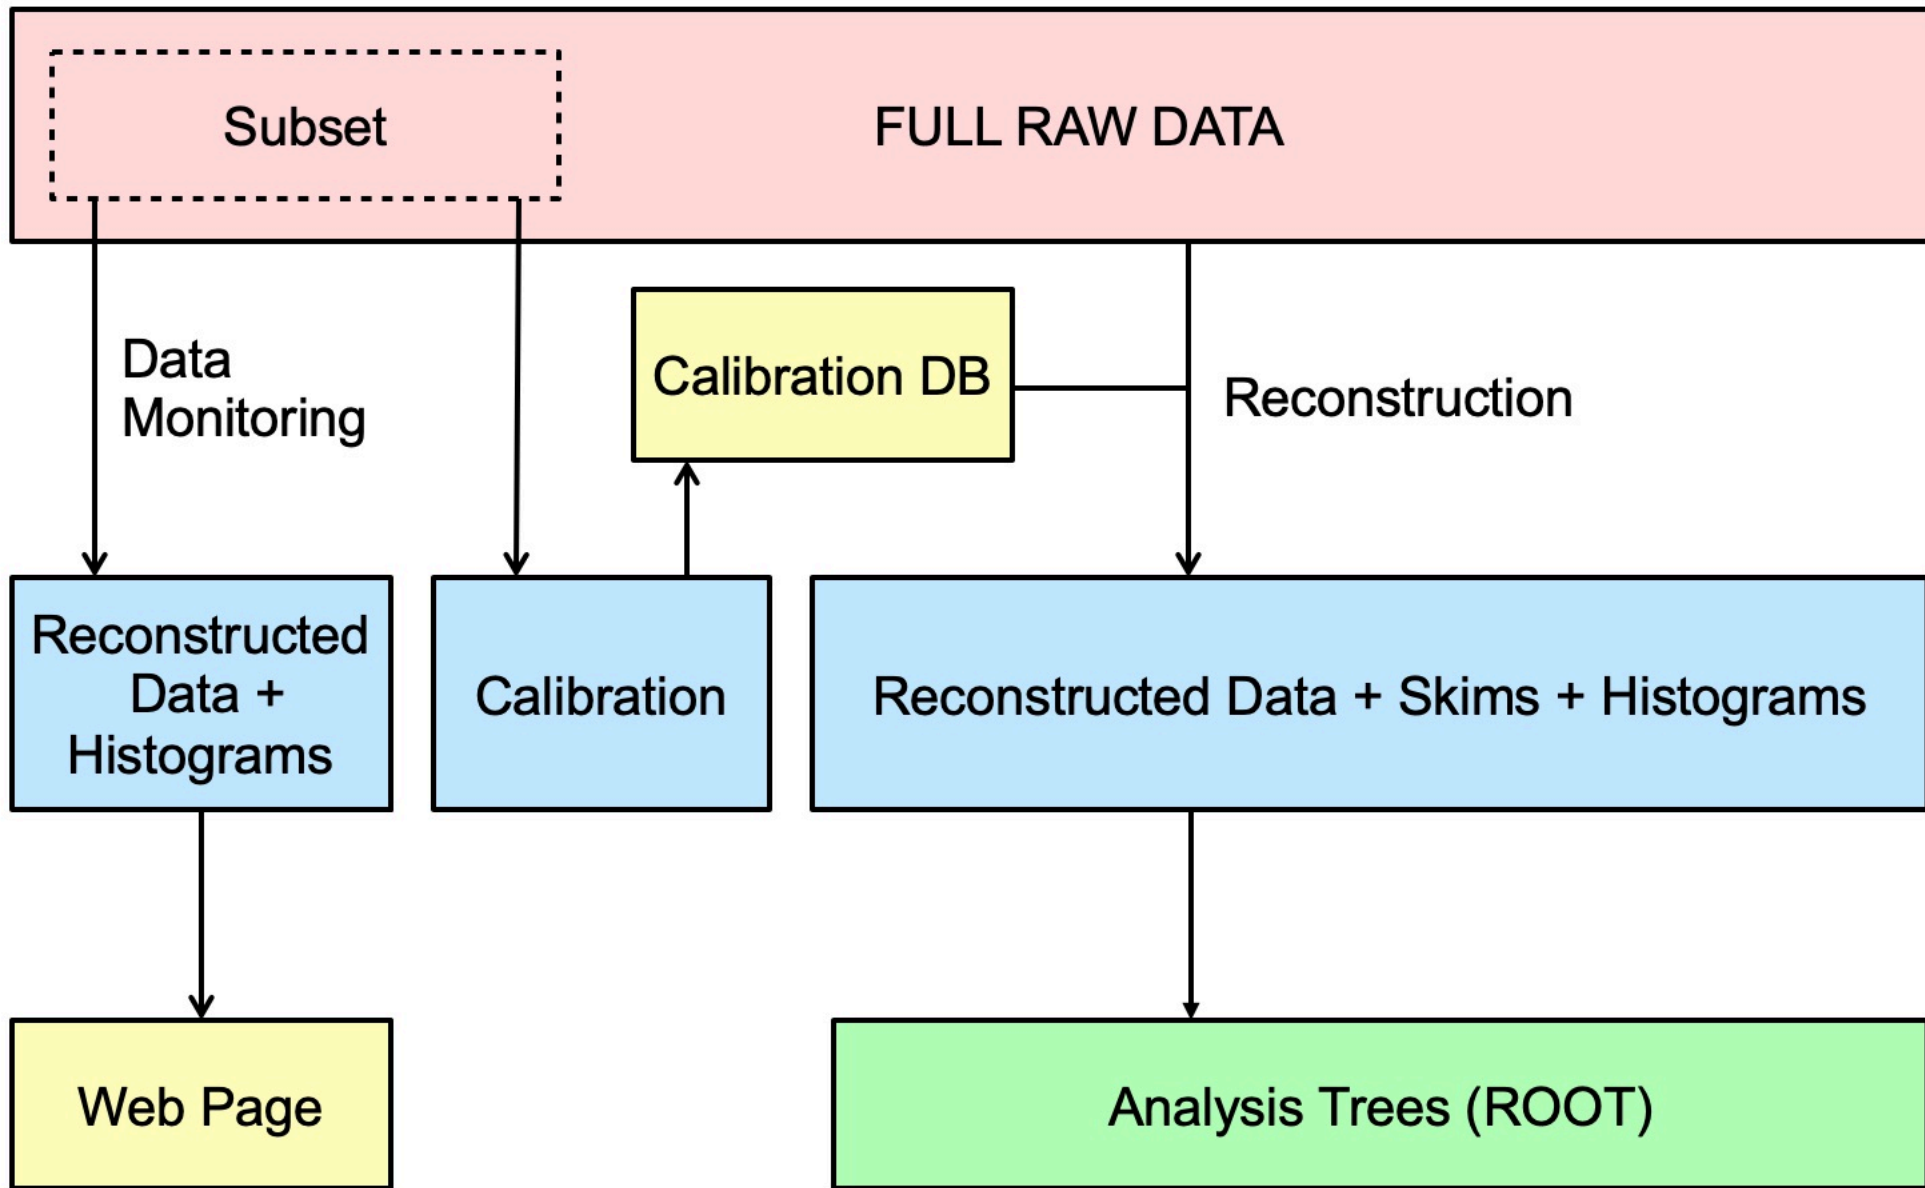 Subset
FULL RAW DATA
Data
Monitoring
Calibration DB
Reconstruction
Reconstructed
Data +
Histograms
Calibration
Reconstructed Data + Skims + Histograms
Web Page
Analysis Trees (ROOT)